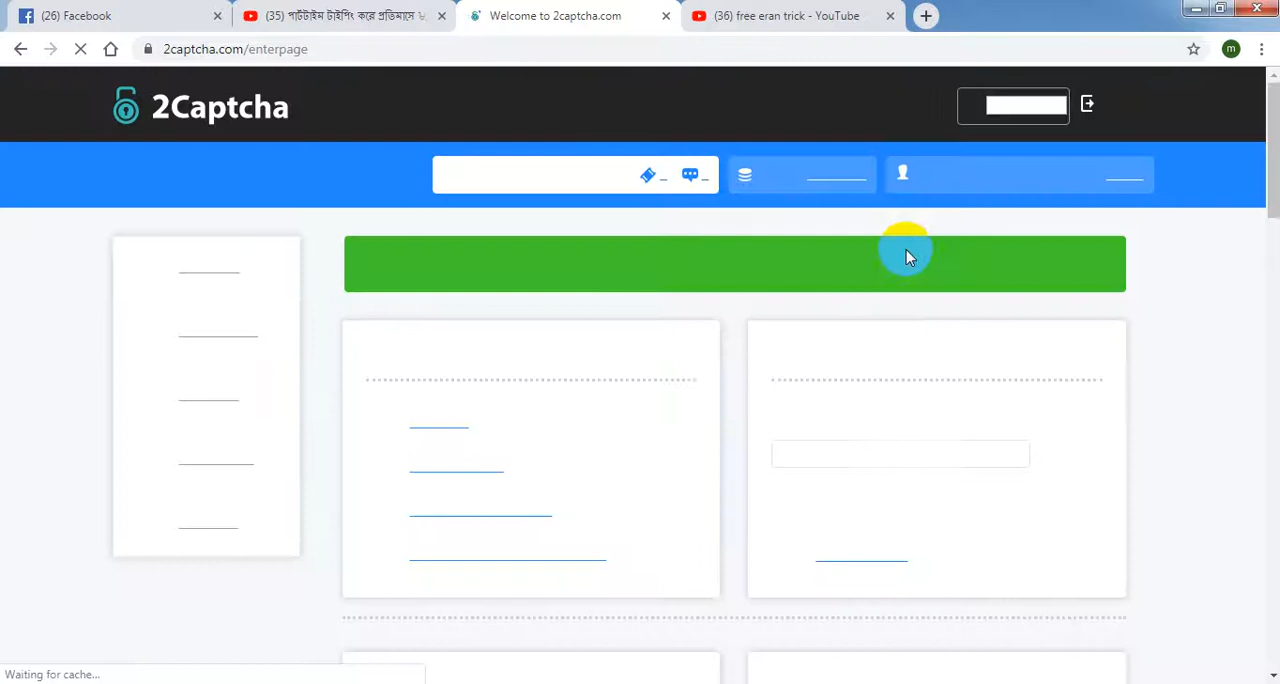 (26) Facebook
(35) পার্টটাইম টাইপিং করে প্রতিমাসে
Welcome to 2captcha.com
(36) free eran trick - YouTube
2captcha.com/enterpage
m
2Captcha
Waiting for cache...